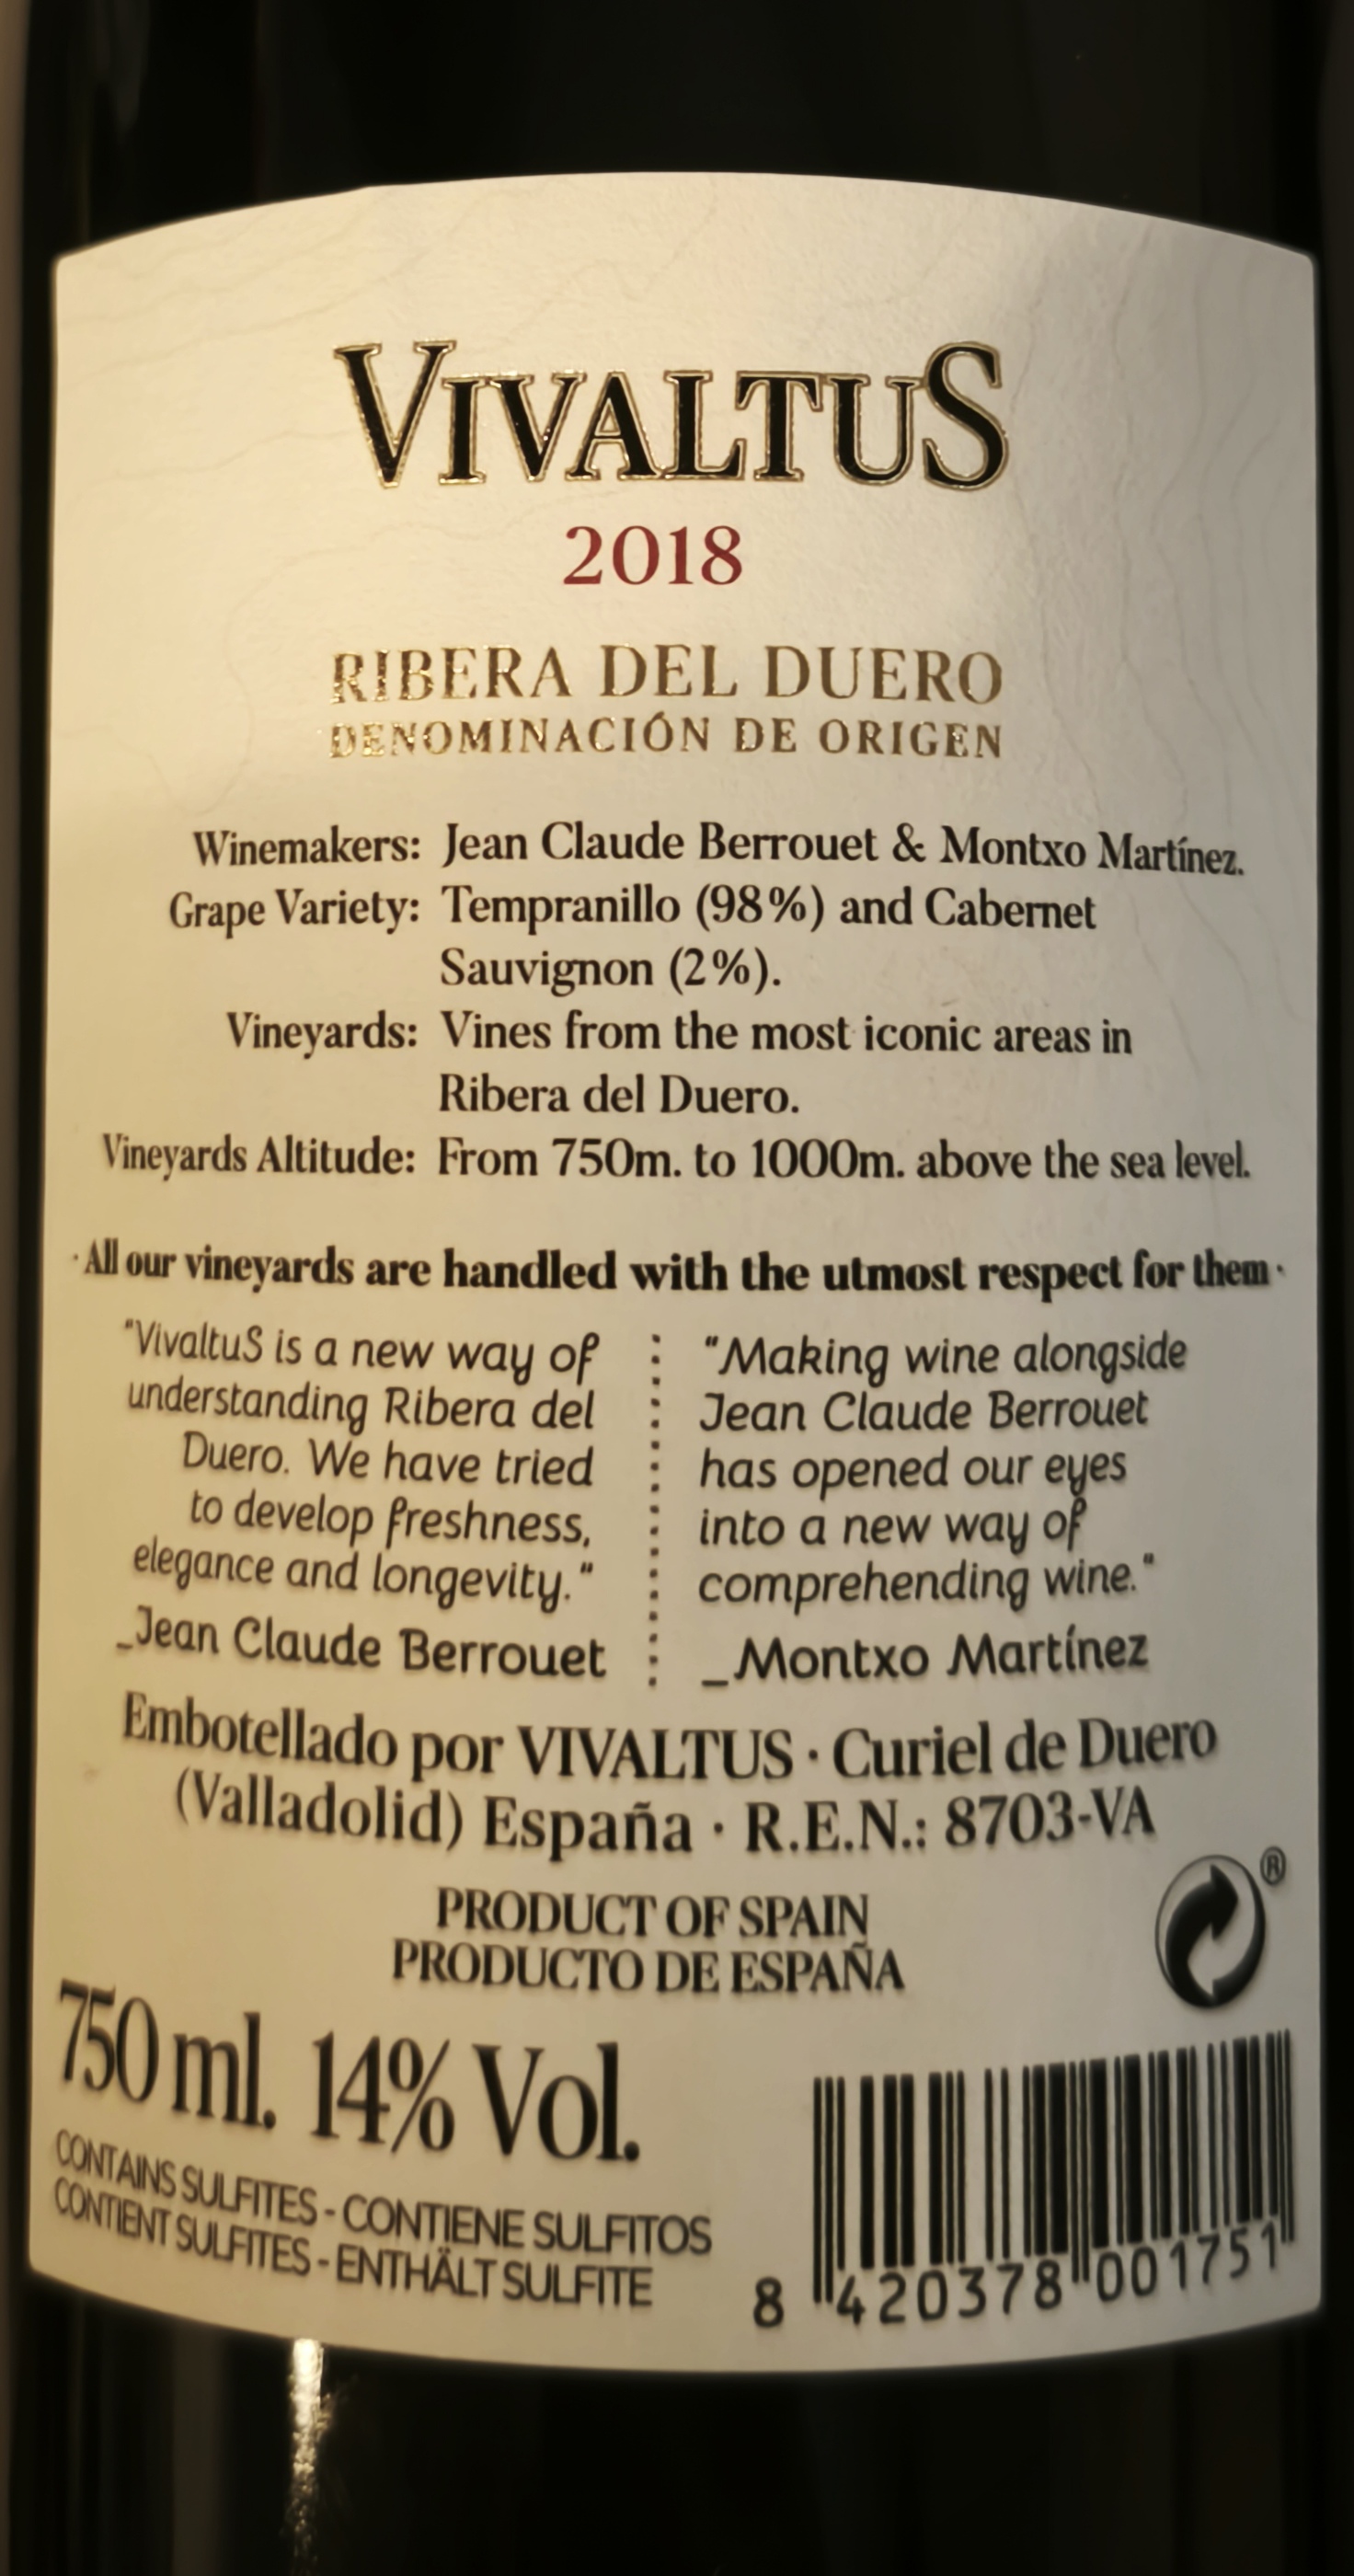 VIVALTUS
2018
RIBERA DEL DUERO
DENOMINACIÓN DE ORIGEN
Winemakers: Jean Claude Berrouet & Montxo Martínez.
Grape Variety: Tempranillo (98%) and Cabernet
Sauvignon (2%).
Vineyards: Vines from the most iconic areas in
Ribera del Duero.
Vineyards Altitude: From 750m. to 1000m. above the sea level.
· All our vineyards are handled with the utmost respect for them ·
"VivaltuS is a new way of
understanding Ribera del
Duero. We have tried
to develop freshness,
elegance and longevity."
_Jean Claude Berrouet
"Making wine alongside
Jean Claude Berrouet
has opened our eyes
into a new way of
comprehending wine."
_Montxo Martínez
Embotellado por VIVALTUS · Curiel de Duero
(Valladolid) España · R.E.N.: 8703-VA
PRODUCT OF SPAIN
PRODUCTO DE ESPAÑA
®
750 ml. 14% Vol.
CONTAINS SULFITES - CONTIENE SULFITOS
CONTIENT SULFITES - ENTHÄLT SULFITE
8 420378 001751